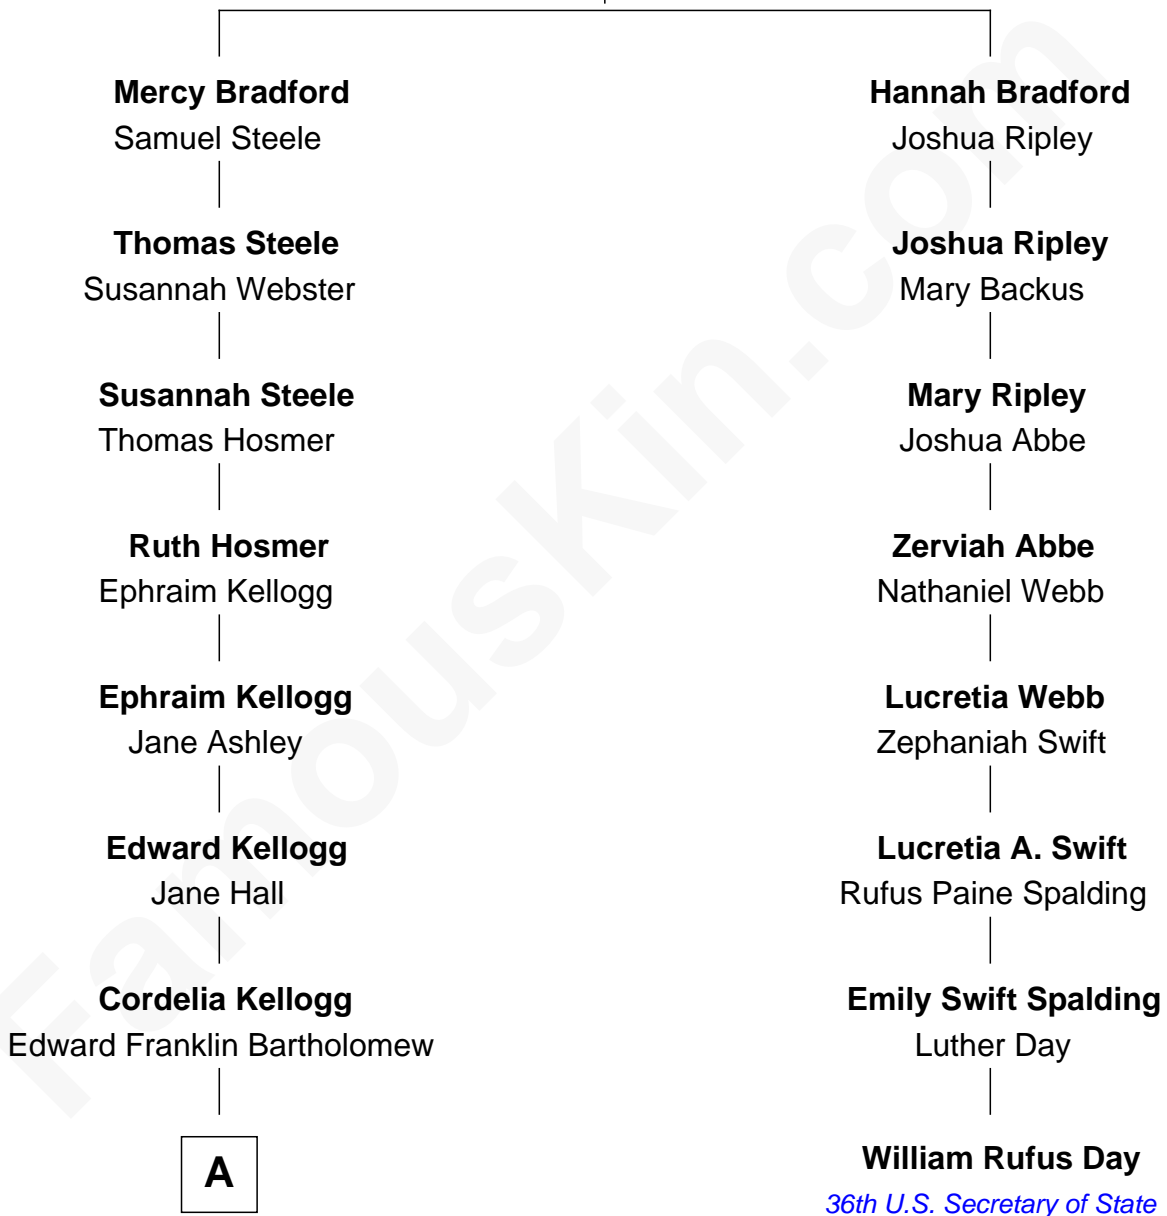 Mercy Bradford
Samuel Steele
Thomas Steele
Susannah Webster
Susannah Steele
Thomas Hosmer
Ruth Hosmer
Ephraim Kellogg
Ephraim Kellogg
Jane Ashley
Edward Kellogg
Jane Hall
Cordelia Kellogg
Edward Franklin Bartholomew
A
Hannah Bradford
Joshua Ripley
Joshua Ripley
Mary Backus
Mary Ripley
Joshua Abbe
Zerviah Abbe
Nathaniel Webb
Lucretia Webb
Zephaniah Swift
Lucretia A. Swift
Rufus Paine Spalding
Emily Swift Spalding
Luther Day
William Rufus Day
36th U.S. Secretary of State
FamousKin.com